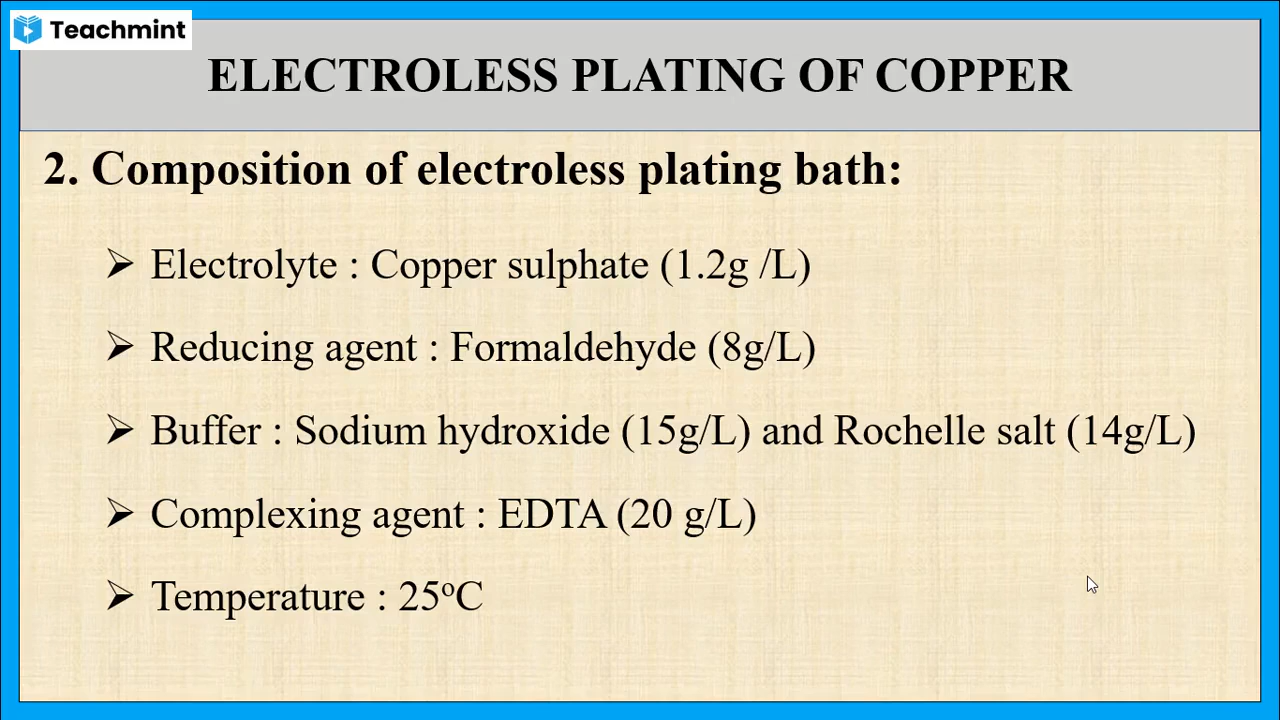 Teachmint
ELECTROLESS PLATING OF COPPER
2. Composition of electroless plating bath:
➢ Electrolyte : Copper sulphate (1.2g /L)
➢ Reducing agent : Formaldehyde (8g/L)
➢ Buffer : Sodium hydroxide (15g/L) and Rochelle salt (14g/L)
➢ Complexing agent : EDTA (20 g/L)
➢ Temperature : 25ºC